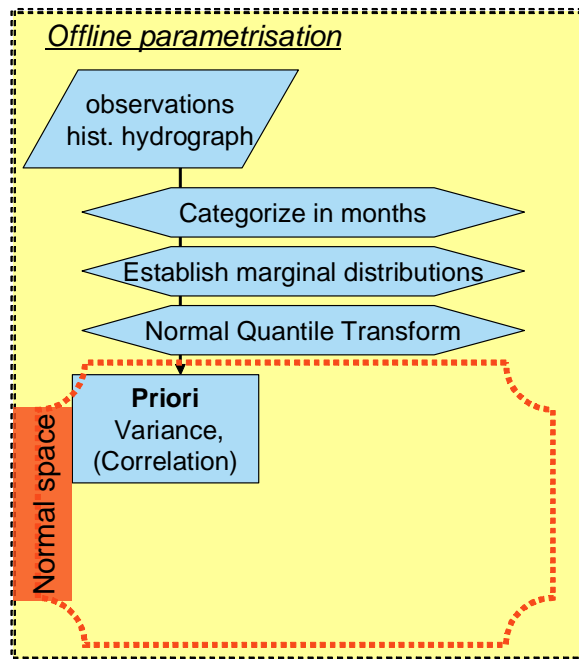 Offline parametrisation
observations
hist. hydrograph
Categorize in months
Establish marginal distributions
Normal Quantile Transform
Priori
Variance,
(Correlation)
Normal space